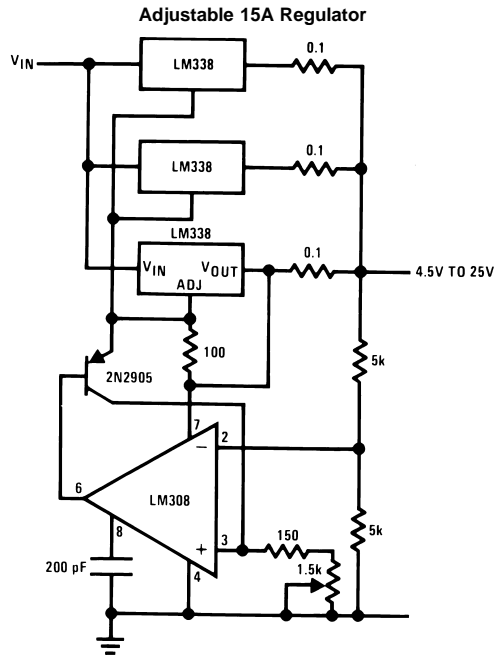 Adjustable 15A Regulator
VIN
LM338
0.1
LM338
0.1
LM338
VIN
VOUT
ADJ
0.1
4.5V TO 25V
100
5k
2N2905
7
2
−
6
LM308
8
+
3
4
150
5k
1.5k
200 pF